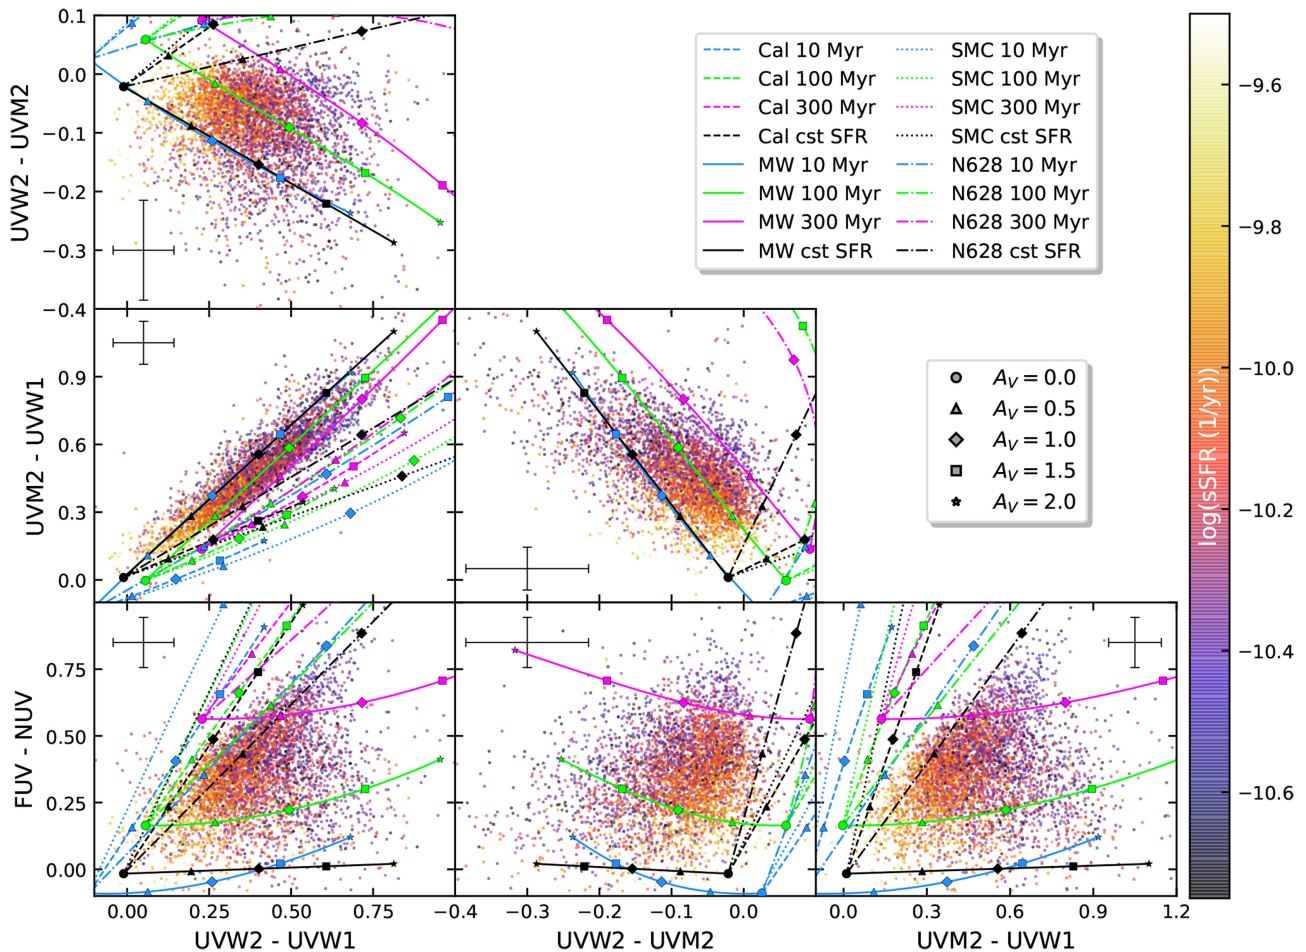 0.1
0.0
−0.1
−0.2
−0.3
−0.4
UVW2 - UVM2
Cal 10 Myr
Cal 100 Myr
Cal 300 Myr
Cal cst SFR
MW 10 Myr
MW 100 Myr
MW 300 Myr
MW cst SFR
SMC 10 Myr
SMC 100 Myr
SMC 300 Myr
SMC cst SFR
N628 10 Myr
N628 100 Myr
N628 300 Myr
N628 cst SFR
−9.6
−9.8
−10.0
−10.2
−10.4
−10.6
log(sSFR (1/yr))
0.9
0.6
0.3
0.0
UVM2 - UVW1
A_V = 0.0
A_V = 0.5
A_V = 1.0
A_V = 1.5
A_V = 2.0
0.75
0.50
0.25
0.00
FUV - NUV
0.00 0.25 0.50 0.75
UVW2 - UVW1
−0.4 −0.3 −0.2 −0.1 0.0
UVW2 - UVM2
0.0 0.3 0.6 0.9 1.2
UVM2 - UVW1